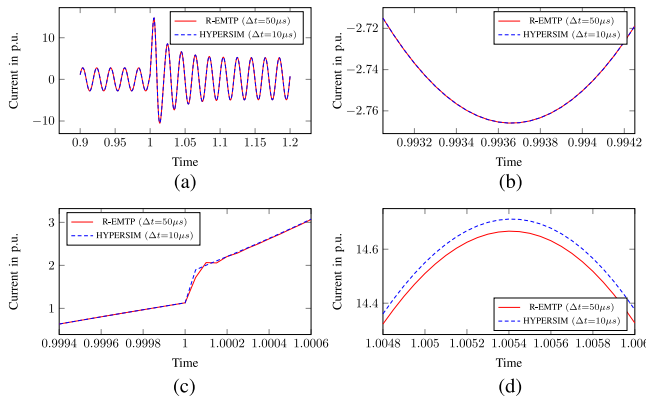 Current in p.u.
10
0
−10
R-EMTP (Δt=50μs)
HYPERSIM (Δt=10μs)
0.9 0.95 1 1.05 1.1 1.15 1.2
Time
(a)
Current in p.u.
−2.72
−2.74
−2.76
R-EMTP (Δt=50μs)
HYPERSIM (Δt=10μs)
0.9932 0.9934 0.9936 0.9938 0.994 0.9942
Time
(b)
Current in p.u.
3
2
1
R-EMTP (Δt=50μs)
HYPERSIM (Δt=10μs)
0.9994 0.9996 0.9998 1 1.0002 1.0004 1.0006
Time
(c)
Current in p.u.
14.6
14.4
R-EMTP (Δt=50μs)
HYPERSIM (Δt=10μs)
1.0048 1.005 1.0052 1.0054 1.0056 1.0058 1.006
Time
(d)